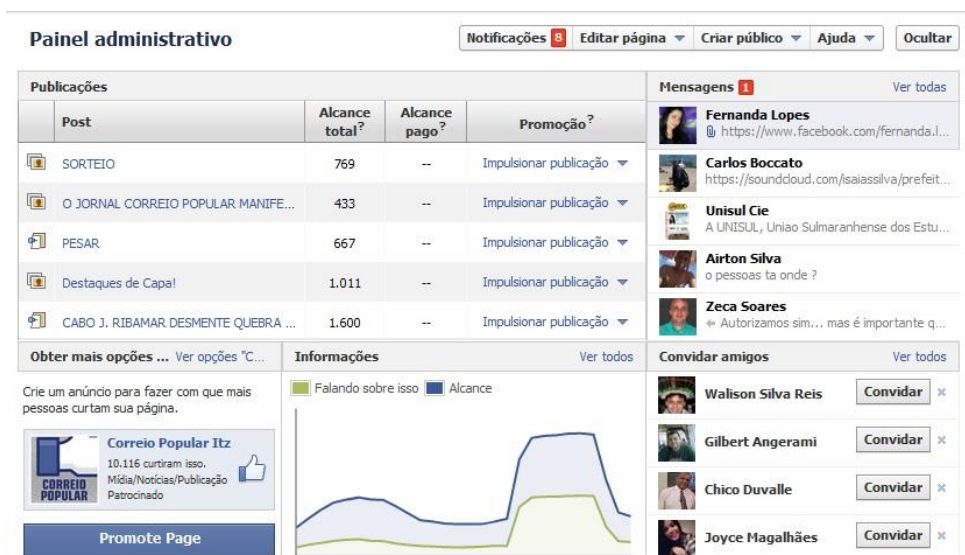 Painel administrativo
Notificações 8 Editar página Criar público Ajuda Ocultar
Publicações
Post Alcance total? Alcance pago? Promoção?
SORTEIO 769 -- Impulsionar publicação
O JORNAL CORREIO POPULAR MANIFE... 433 -- Impulsionar publicação
PESAR 667 -- Impulsionar publicação
Destaques de Capa! 1.011 -- Impulsionar publicação
CABO J. RIBAMAR DESMENTE QUEBRA ... 1.600 -- Impulsionar publicação
Mensagens 1 Ver todas
Fernanda Lopes
https://www.facebook.com/fernanda.l...
Carlos Boccato
https://soundcloud.com/isaiassilva/prefeit...
Unisul Cie
A UNISUL, Uniao Sulmaranhense dos Estu...
Airton Silva
o pessoas ta onde ?
Zeca Soares
Autorizamos sim... mas é importante q...
Obter mais opções ... Ver opções "C...
Crie um anúncio para fazer com que mais
pessoas curtam sua página.
CORREIO
POPULAR
Correio Popular Itz
10.116 curtiram isso.
Mídia/Notícias/Publicação
Patrocinado
Promote Page
Informações Ver todos
Falando sobre isso Alcance
Convidar amigos Ver todos
Walison Silva Reis Convidar ×
Gilbert Angerami Convidar ×
Chico Duvalle Convidar ×
Joyce Magalhães Convidar ×